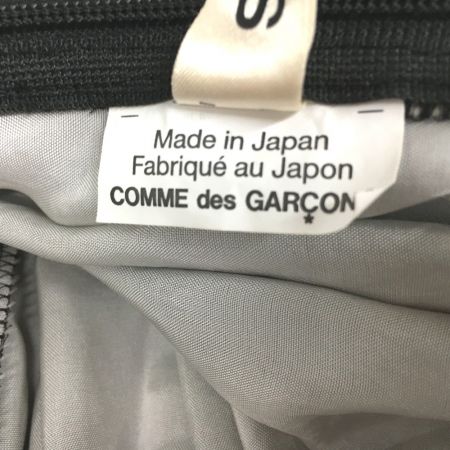 S
Made in Japan
Fabriqué au Japon
COMME des GARÇON